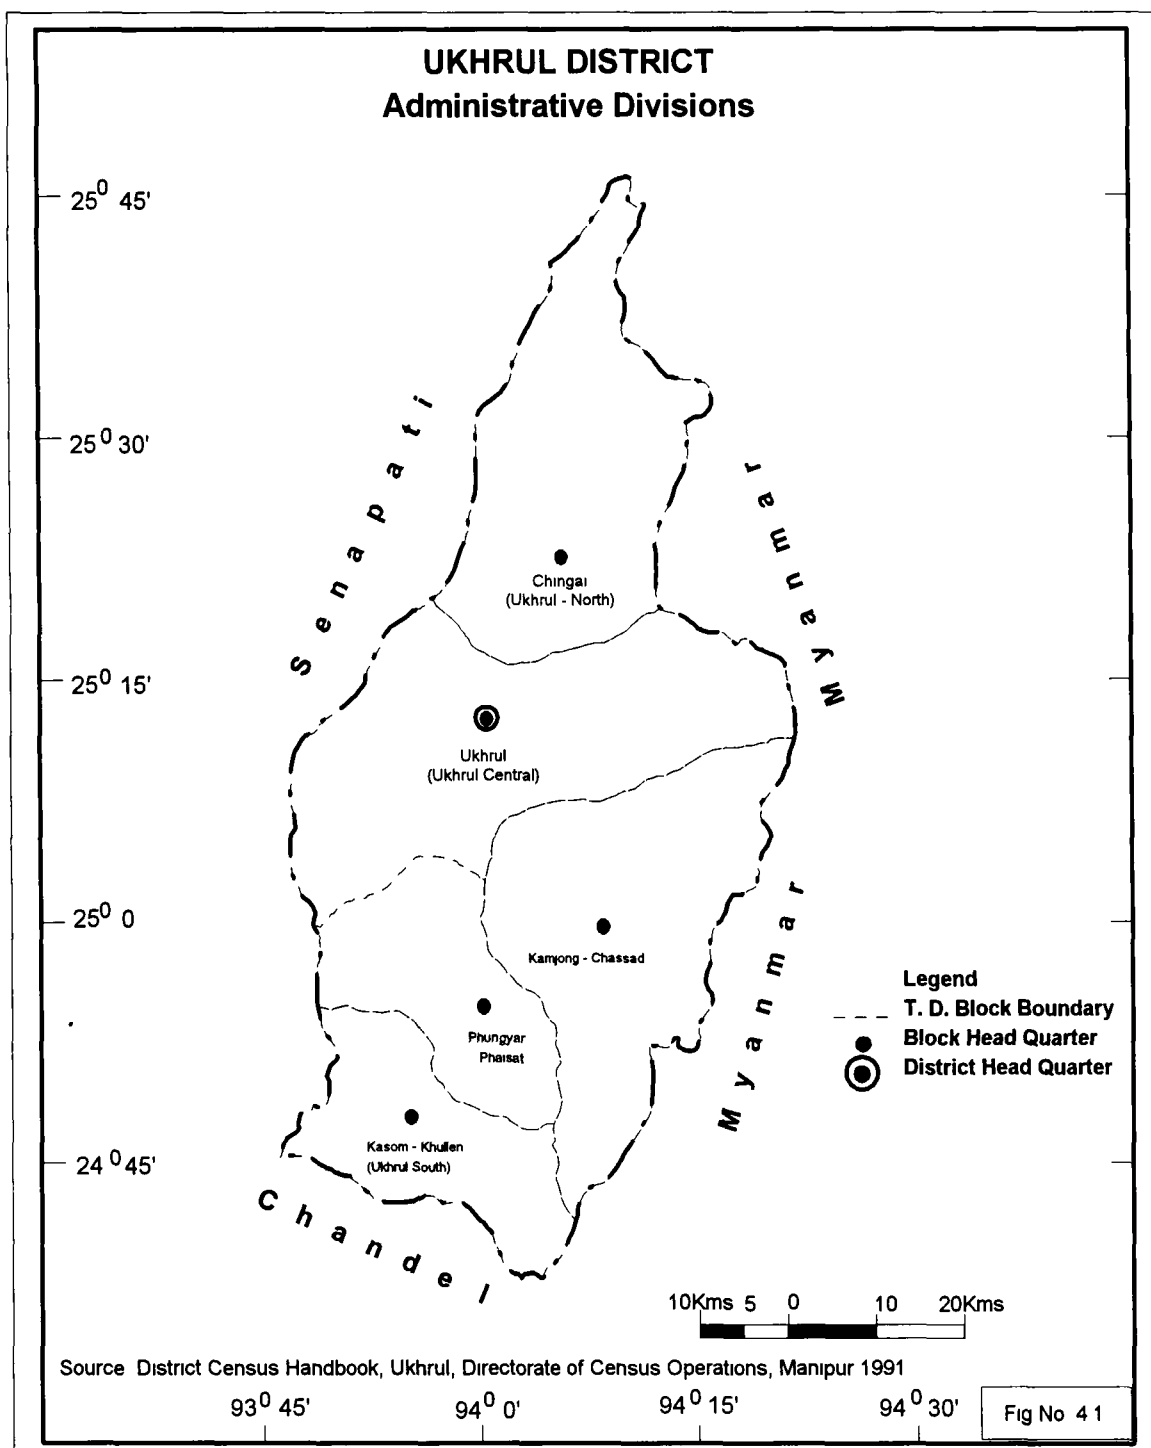 UKHRUL DISTRICT
Administrative Divisions
25⁰ 45'
25⁰ 30'
25⁰ 15'
25⁰ 0
24⁰ 45'
Senapati
Myanmar
Chingai
(Ukhrul - North)
Ukhrul
(Ukhrul Central)
Kamjong - Chassad
Phungyar
Phaisat
Kasom - Khullen
(Ukhrul South)
Myanmar
Chandel
Legend
T. D. Block Boundary
Block Head Quarter
District Head Quarter
10Kms 5 0 10 20Kms
Source District Census Handbook, Ukhrul, Directorate of Census Operations, Manipur 1991
93⁰ 45' 94⁰ 0' 94⁰ 15' 94⁰ 30'
Fig No 4 1